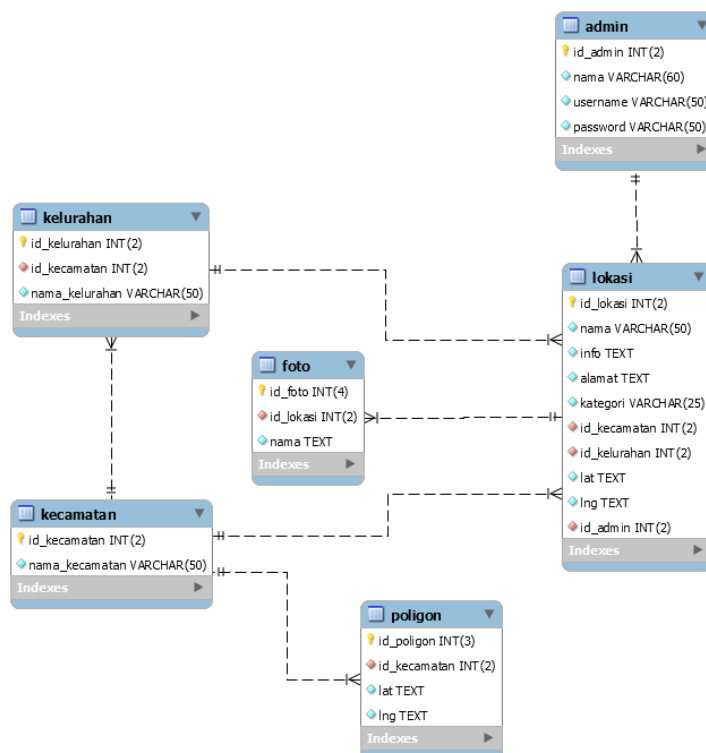 admin
id_admin INT(2)
nama VARCHAR(60)
username VARCHAR(50)
password VARCHAR(50)
Indexes
kelurahan
id_kelurahan INT(2)
id_kecamatan INT(2)
nama_kelurahan VARCHAR(50)
Indexes
lokasi
id_lokasi INT(2)
nama VARCHAR(50)
info TEXT
alamat TEXT
kategori VARCHAR(25)
id_kecamatan INT(2)
id_kelurahan INT(2)
lat TEXT
lng TEXT
id_admin INT(2)
Indexes
foto
id_foto INT(4)
id_lokasi INT(2)
nama TEXT
Indexes
kecamatan
id_kecamatan INT(2)
nama_kecamatan VARCHAR(50)
Indexes
poligon
id_poligon INT(3)
id_kecamatan INT(2)
lat TEXT
lng TEXT
Indexes